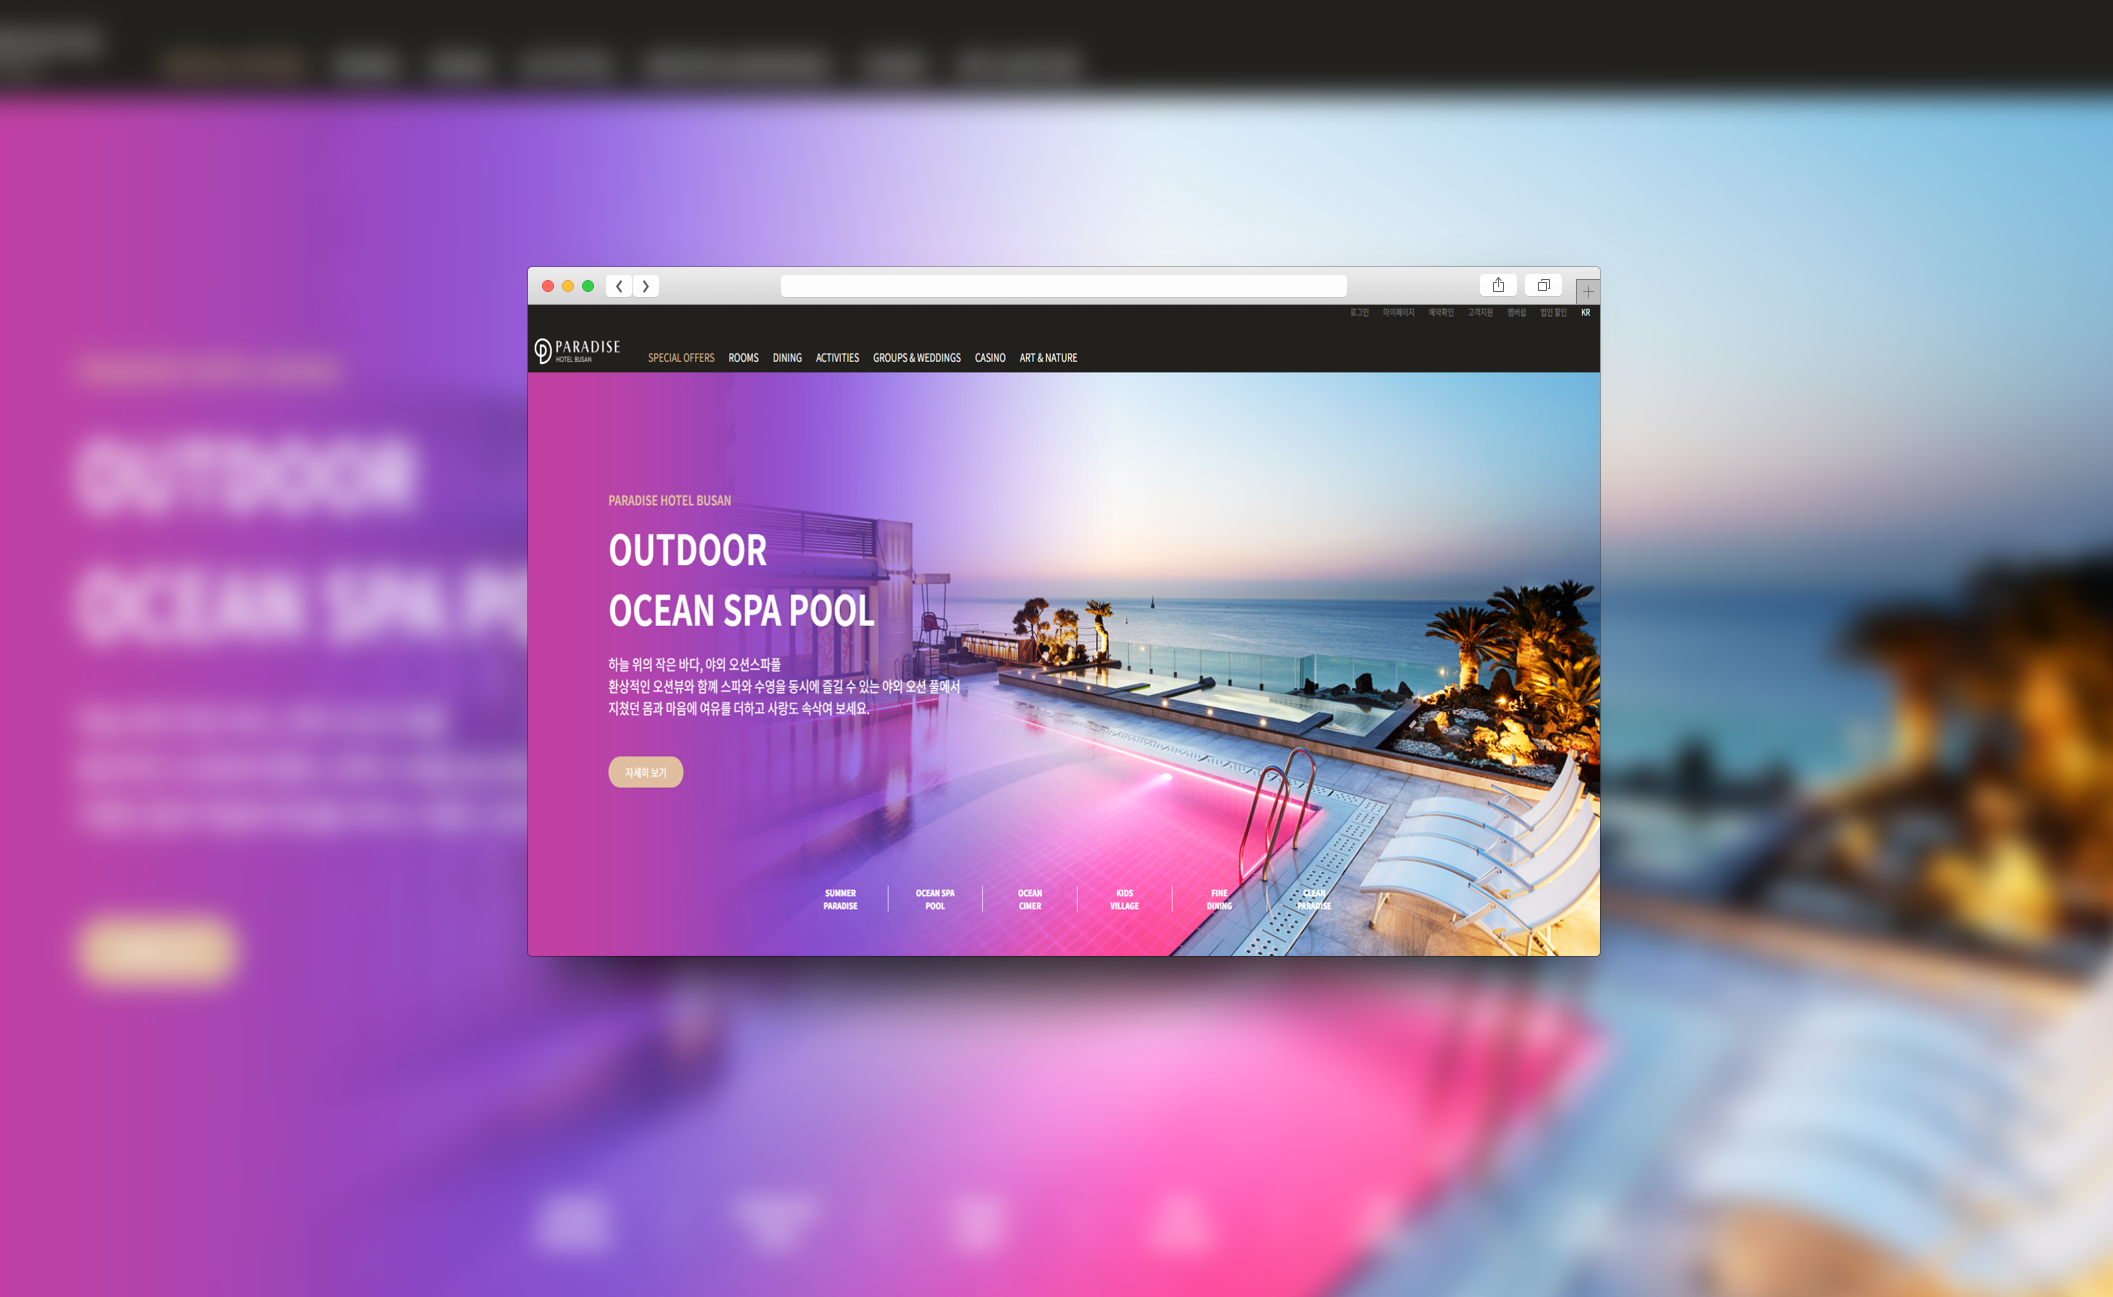 로그인 마이페이지 예약확인 고객지원 멤버쉽 법인 할인 KR
PARADISE
HOTEL BUSAN
SPECIAL OFFERS ROOMS DINING ACTIVITIES GROUPS & WEDDINGS CASINO ART & NATURE
PARADISE HOTEL BUSAN
OUTDOOR
OCEAN SPA POOL
하늘 위의 작은 바다, 야외 오션스파풀
환상적인 오션뷰와 함께 스파와 수영을 동시에 즐길 수 있는 야외 오션 풀에서
지쳤던 몸과 마음에 여유를 더하고 사랑도 속삭여 보세요.
자세히 보기
SUMMER
PARADISE
OCEAN SPA
POOL
OCEAN
CIMER
KIDS
VILLAGE
FINE
DINING
CLEAN
PARADISE
OUTDOOR